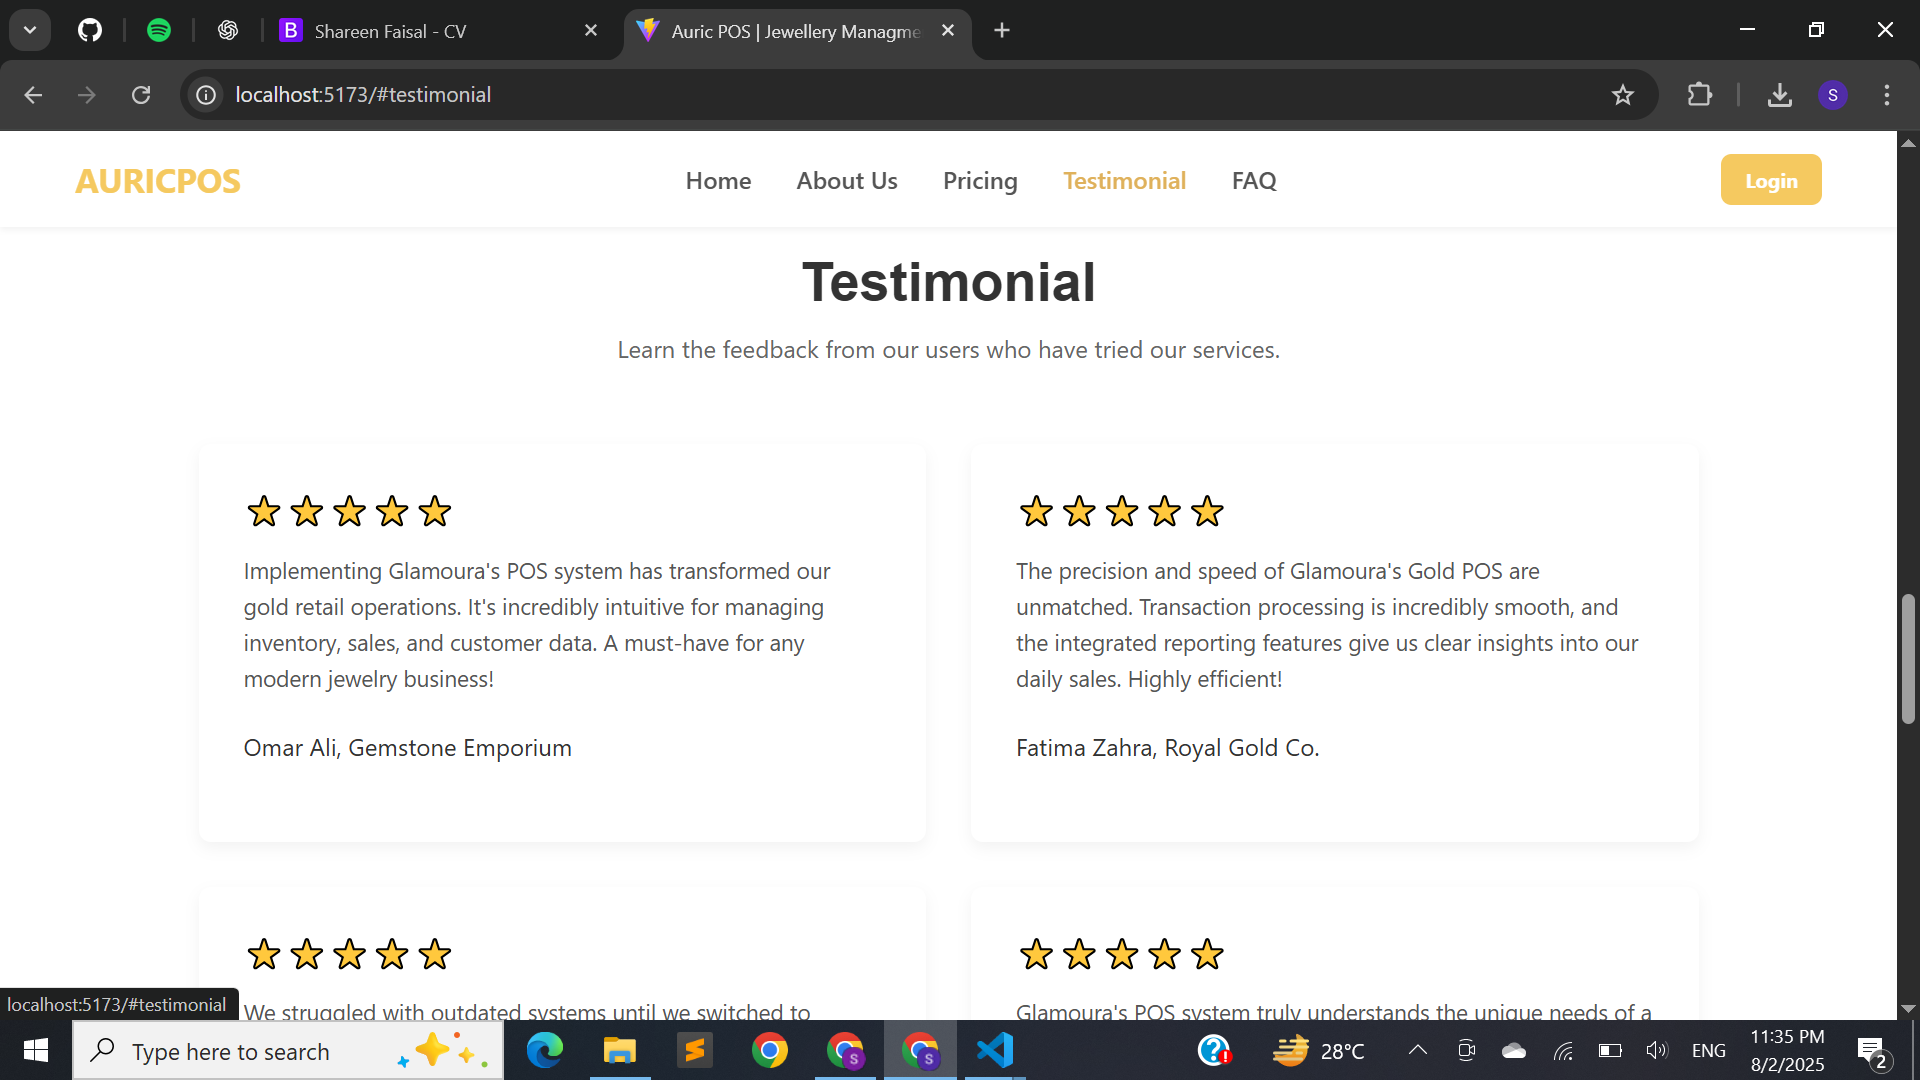 Shareen Faisal - CV
Auric POS | Jewellery Managme
localhost:5173/#testimonial
S
AURICPOS
Home
About Us
Pricing
Testimonial
FAQ
Login
Testimonial
Learn the feedback from our users who have tried our services.
Implementing Glamoura's POS system has transformed our
gold retail operations. It's incredibly intuitive for managing
inventory, sales, and customer data. A must-have for any
modern jewelry business!
Omar Ali, Gemstone Emporium
The precision and speed of Glamoura's Gold POS are
unmatched. Transaction processing is incredibly smooth, and
the integrated reporting features give us clear insights into our
daily sales. Highly efficient!
Fatima Zahra, Royal Gold Co.
We struggled with outdated systems until we switched to
Glamoura's POS system truly understands the unique needs of a
localhost:5173/#testimonial
Type here to search
28°C
ENG
11:35 PM
8/2/2025
2